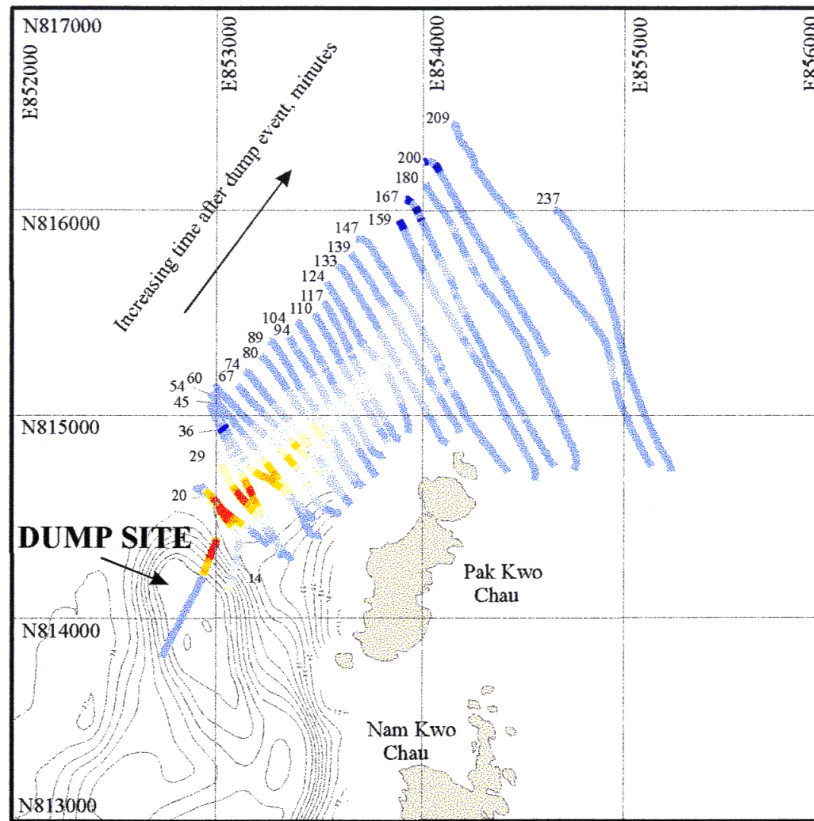 N817000
E852000
E853000
E854000
E855000
E856000
Increasing time after dump event, minutes
209
200
180
237
N816000
167
159
147
139
133
124
117
110
104
94
89
80
74
67
60
54
45
N815000
36
29
20
DUMP SITE
14
Pak Kwo
Chau
N814000
Nam Kwo
Chau
N813000